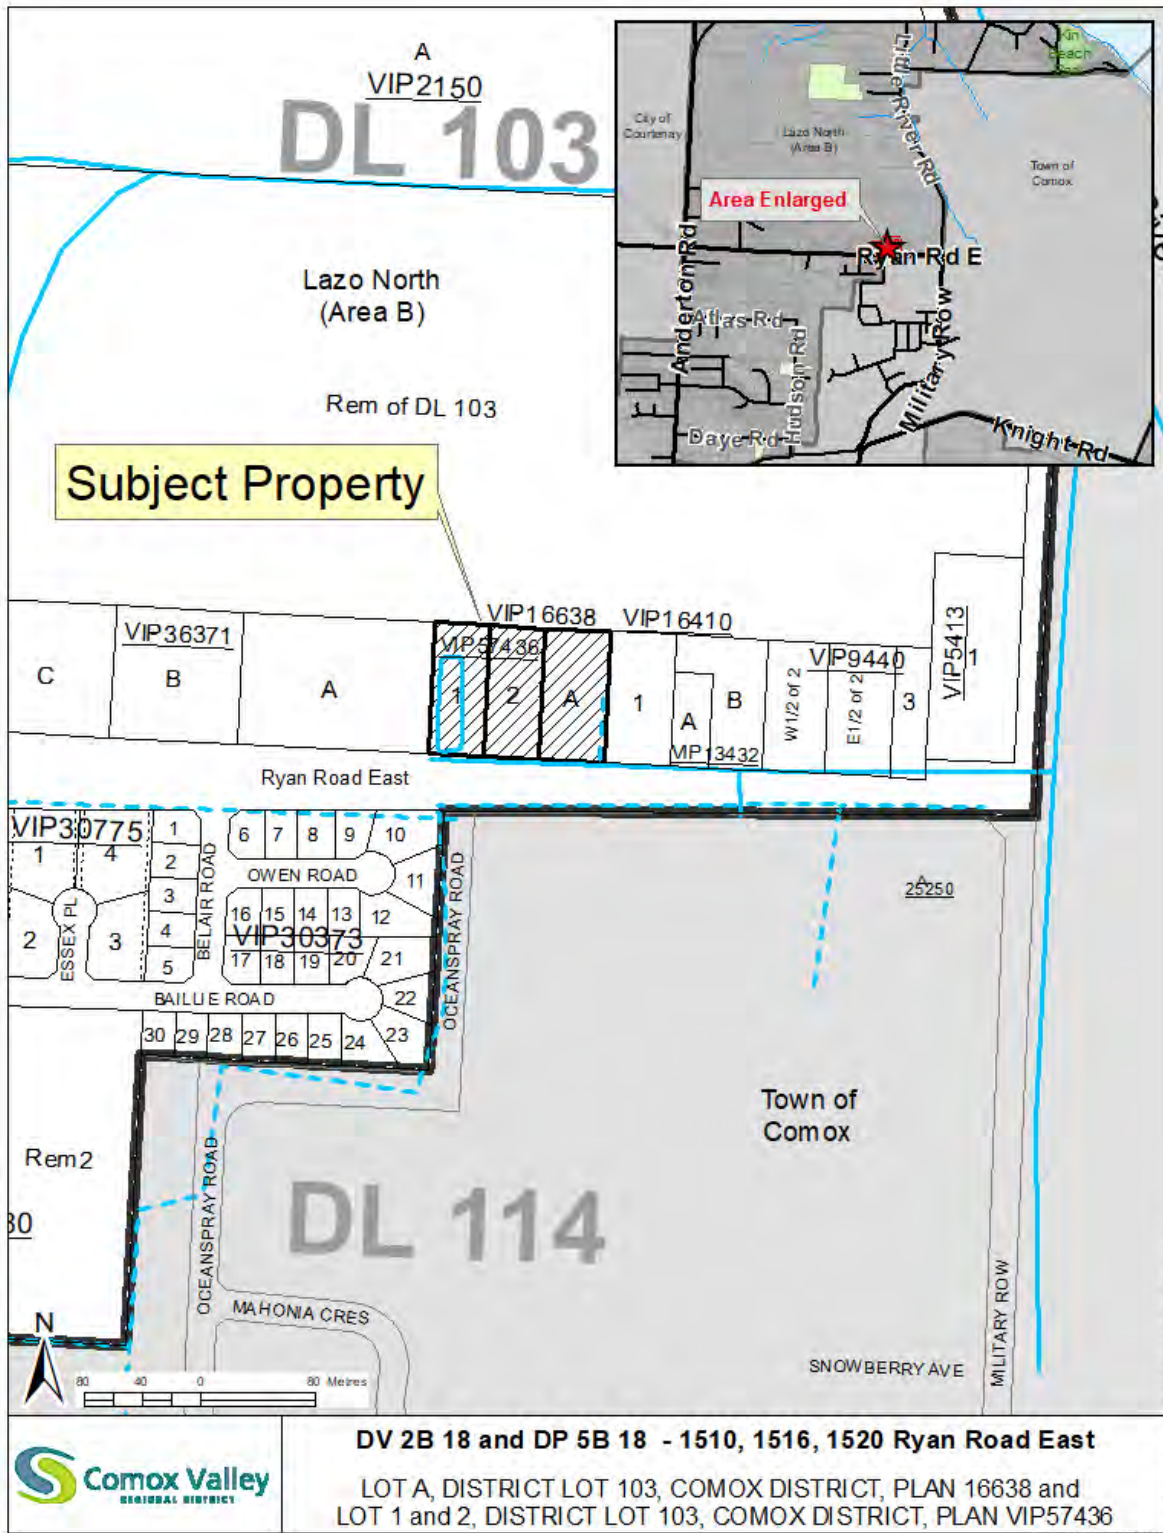 A
VIP2150
DL 103
Lazo North
(Area B)
Rem of DL 103
Subject Property
Kin
Beach
City of
Courtenay
Lazo North
(Area B)
Town of
Comox
Little River Rd
Area Enlarged
Ryan Rd E
Anderton Rd
Atlas Rd
Hudson Rd
Military Row
Daye Rd
Knight Rd
VIP16638
VIP16410
VIP36371
VIP57436
VIP9440
VIP5413
C
B
A
1
2
A
1
A
B
W1/2 of 2
E1/2 of 2
3
1
MP13432
Ryan Road East
VIP30775
1
4
2
3
ESSEX PL
1
2
3
4
5
BELAIR ROAD
6
7
8
9
10
OWEN ROAD
11
16
15
14
13
12
VIP30373
17
18
19
20
21
BAILLIE ROAD
22
30
29
28
27
26
25
24
23
OCEANSPRAY ROAD
A
25250
Town of
Comox
Rem2
30
DL 114
OCEANSPRAY ROAD
MAHONIA CRES
SNOWBERRY AVE
MILITARY ROW
N
80
40
0
80 Metres
Comox Valley
REGIONAL DISTRICT
DV 2B 18 and DP 5B 18 - 1510, 1516, 1520 Ryan Road East
LOT A, DISTRICT LOT 103, COMOX DISTRICT, PLAN 16638 and
LOT 1 and 2, DISTRICT LOT 103, COMOX DISTRICT, PLAN VIP57436